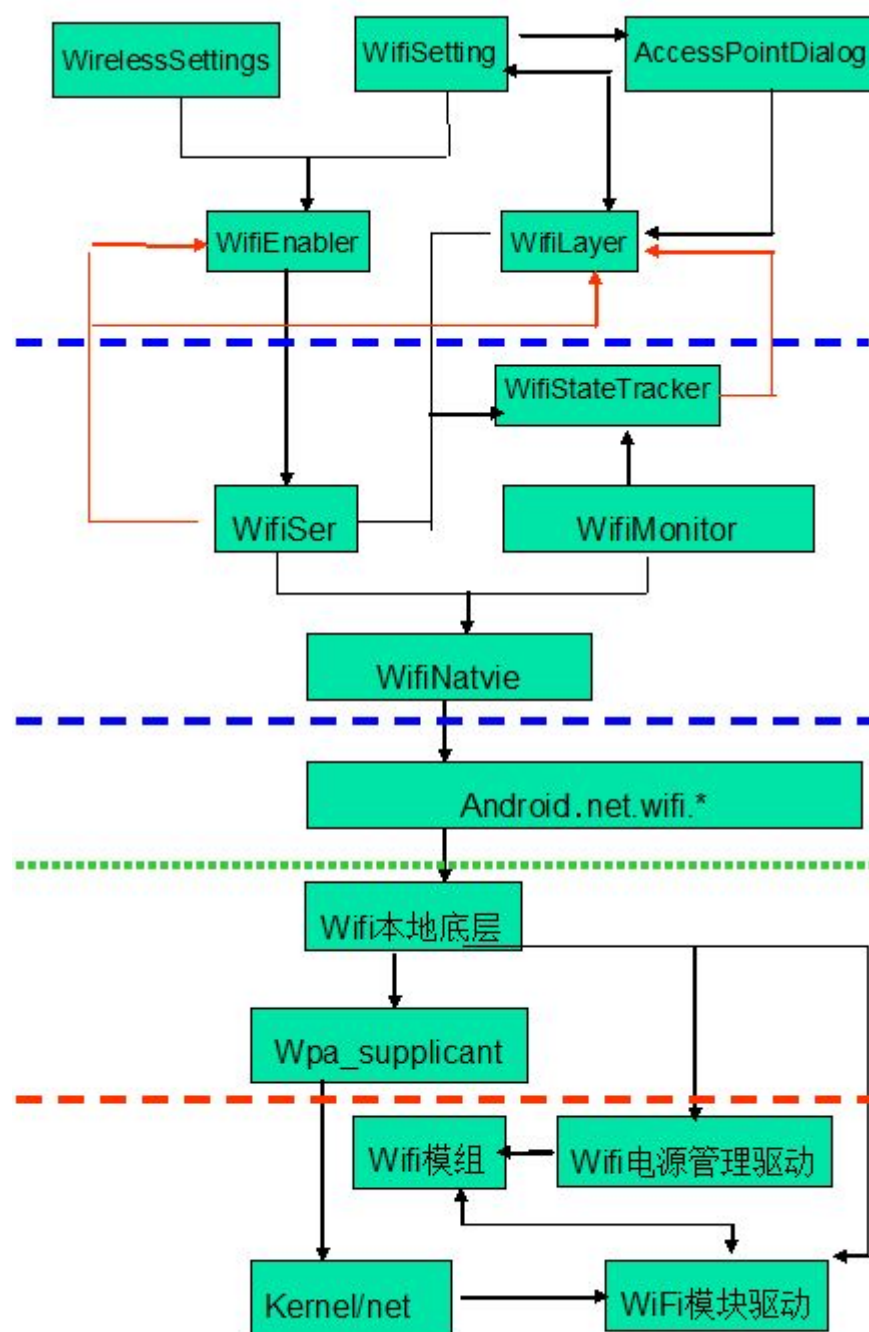 WirelessSettings
WifiSetting
AccessPointDialog
WifiEnabler
WifiLayer
WifiStateTracker
WifiSer
WifiMonitor
WifiNatvie
Android.net.wifi.*
Wifi本地底层
Wpa_supplicant
Wifi模组
Wifi电源管理驱动
Kernel/net
WiFi模块驱动